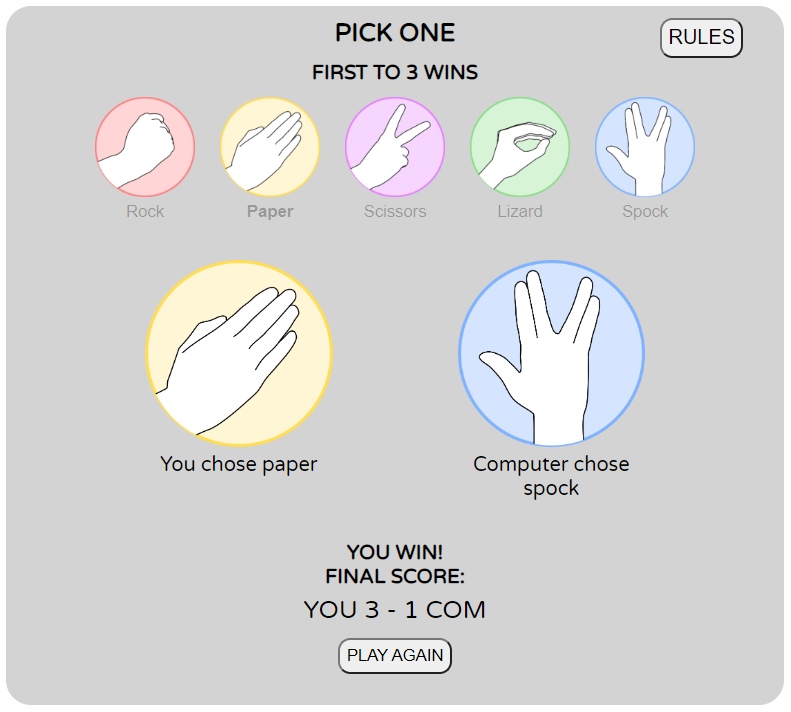 PICK ONE
RULES
FIRST TO 3 WINS
Rock
Paper
Scissors
Lizard
Spock
You chose paper
Computer chose
spock
YOU WIN!
FINAL SCORE:
YOU 3 - 1 COM
PLAY AGAIN